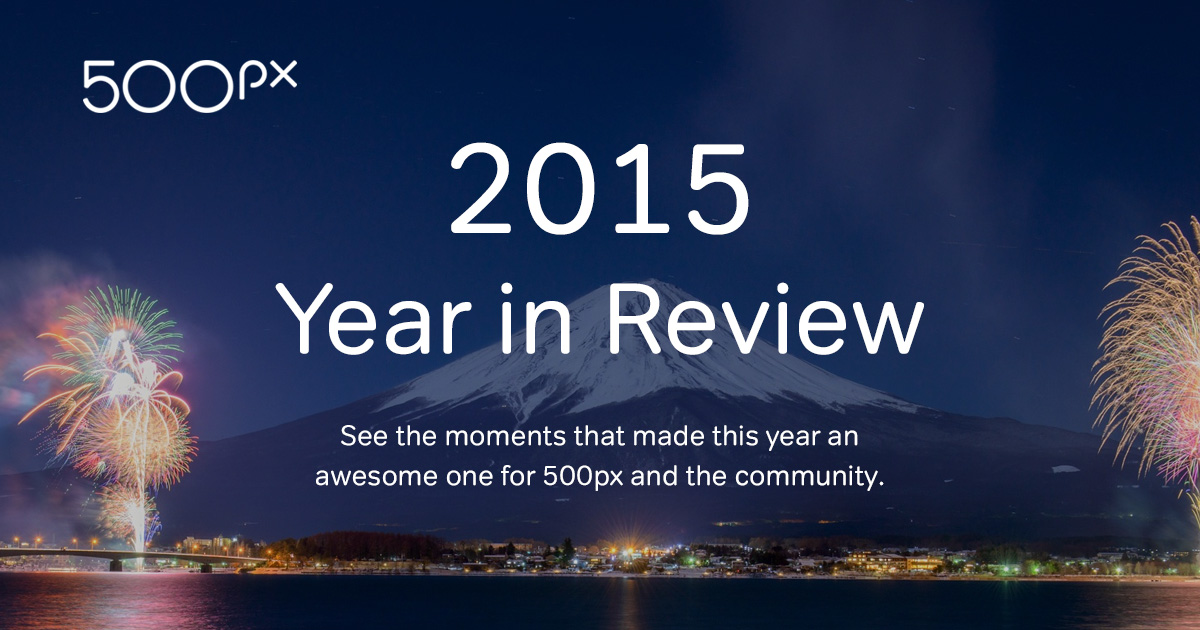 500px
2015
Year in Review
See the moments that made this year an
awesome one for 500px and the community.